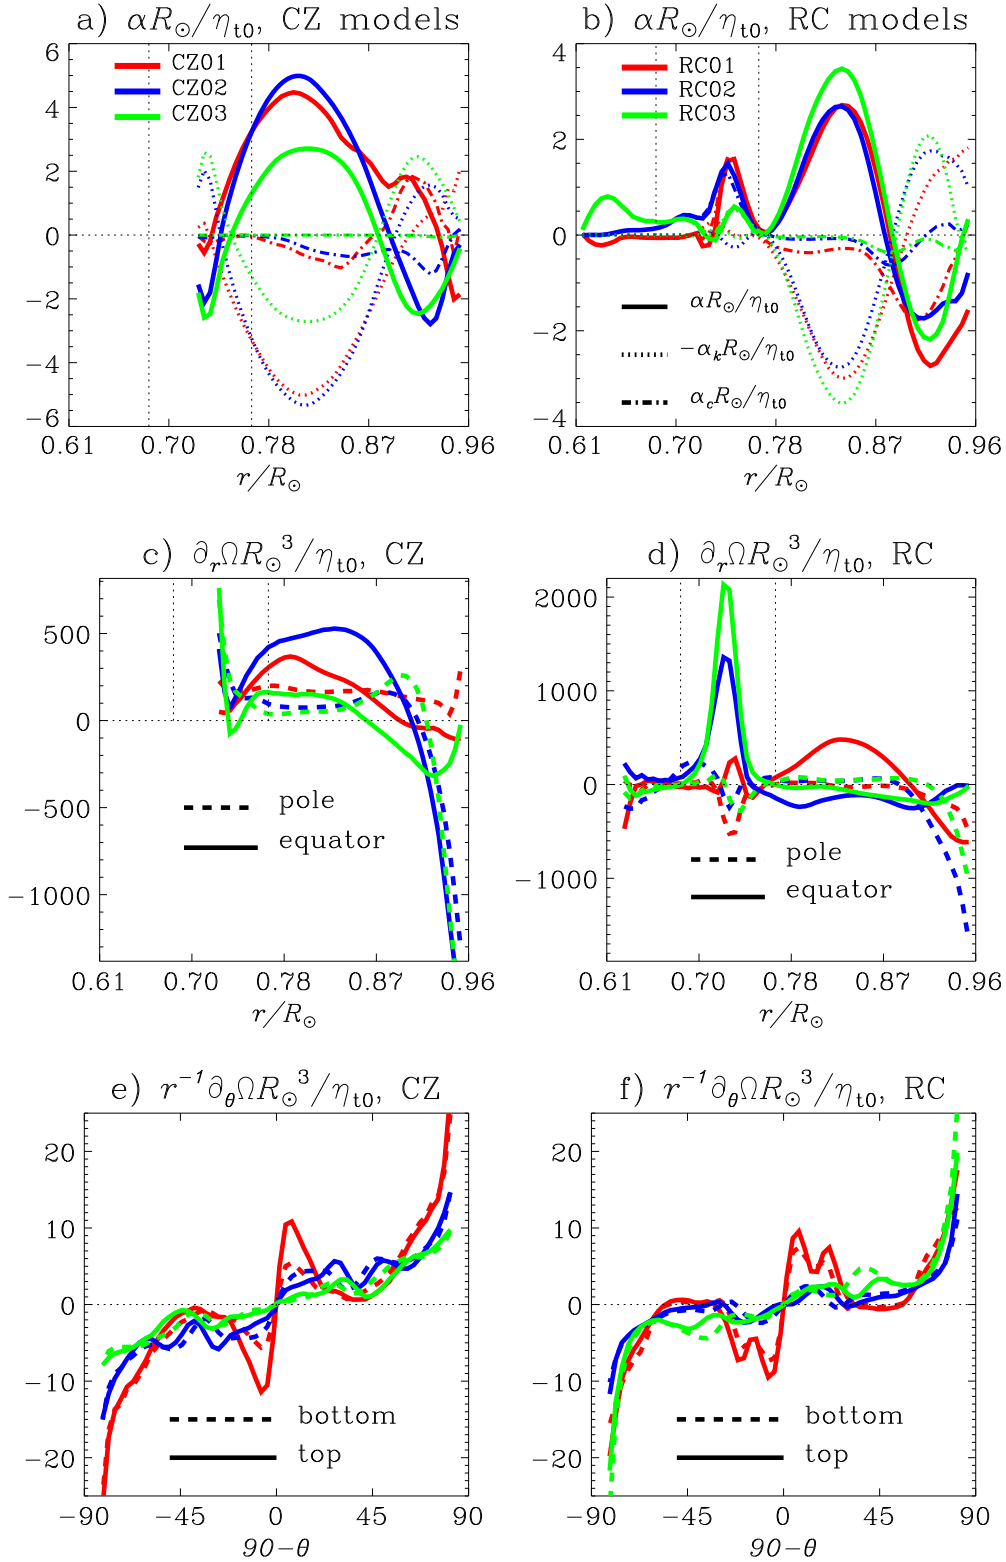 a) αR☉/ηt0, CZ models
6
4
2
0
−2
−4
−6
CZ01
CZ02
CZ03
0.61 0.70 0.78 0.87 0.96
r/R☉
b) αR☉/ηt0, RC models
4
2
0
−2
−4
RC01
RC02
RC03
αR☉/ηt0
−αkR☉/ηt0
αcR☉/ηt0
0.61 0.70 0.78 0.87 0.96
r/R☉
c) ∂rΩR☉³/ηt0, CZ
500
0
−500
−1000
pole
equator
0.61 0.70 0.78 0.87 0.96
r/R☉
d) ∂rΩR☉³/ηt0, RC
2000
1000
0
−1000
pole
equator
0.61 0.70 0.78 0.87 0.96
r/R☉
e) r⁻¹∂θΩR☉³/ηt0, CZ
20
10
0
−10
−20
bottom
top
−90 −45 0 45 90
90−θ
f) r⁻¹∂θΩR☉³/ηt0, RC
20
10
0
−10
−20
bottom
top
−90 −45 0 45 90
90−θ